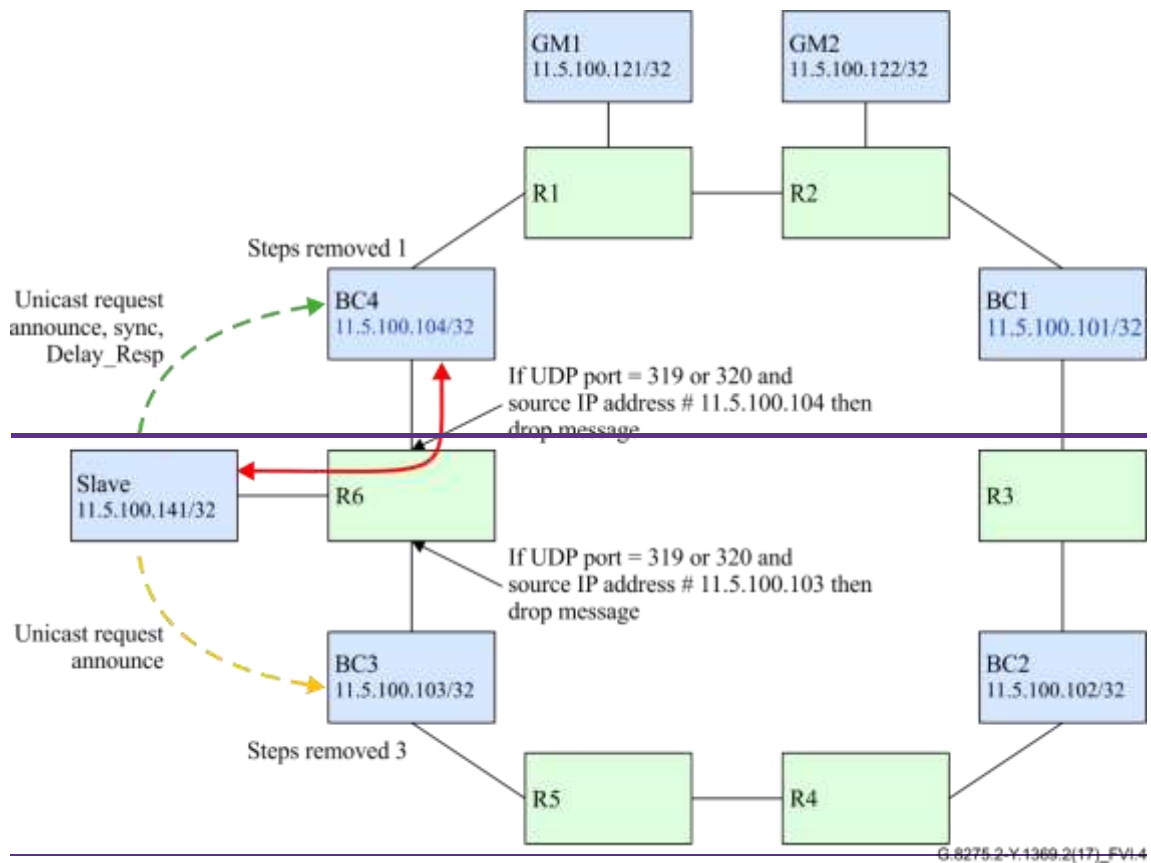 GM1
11.5.100.121/32
GM2
11.5.100.122/32
R1
R2
Steps removed 1
Unicast request
announce, sync,
Delay_Resp
BC4
11.5.100.104/32
BC1
11.5.100.101/32
If UDP port = 319 or 320 and
source IP address # 11.5.100.104 then
drop message
Slave
11.5.100.141/32
R6
R3
If UDP port = 319 or 320 and
source IP address # 11.5.100.103 then
drop message
Unicast request
announce
BC3
11.5.100.103/32
BC2
11.5.100.102/32
Steps removed 3
R5
R4
G.8275.2-Y.1369.2(17)_FVI.4